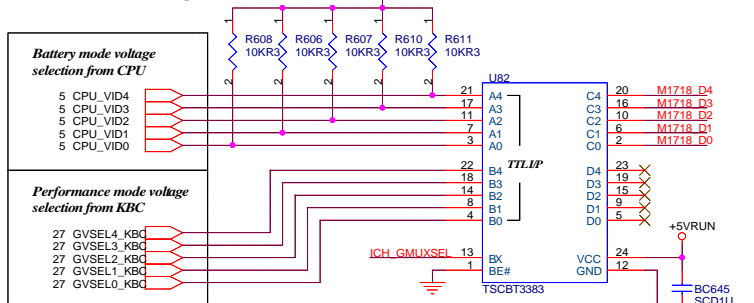 1 1 1 1 1
R608 R606 R607 R610 R611
10KR3 10KR3 10KR3 10KR3 10KR3
2 2 2 2 2
Battery mode voltage
selection from CPU
5 CPU_VID4
5 CPU_VID3
5 CPU_VID2
5 CPU_VID1
5 CPU_VID0
Performance mode voltage
selection from KBC
27 GVSEL4_KBC
27 GVSEL3_KBC
27 GVSEL2_KBC
27 GVSEL1_KBC
27 GVSEL0_KBC
U82
21 A4 C4 20 M1718_D4
17 A3 C3 16 M1718_D3
11 A2 C2 10 M1718_D2
7 A1 C1 6 M1718_D1
3 A0 C0 2 M1718_D0
TTLI/P
22 B4 D4 23
18 B3 D3 19
14 B2 D2 15
8 B1 D1 9
4 B0 D0 5
+5VRUN
ICH_GMUXSEL 13 BX VCC 24
1 BE# GND 12
TSCBT3383
BC645
SCD1U